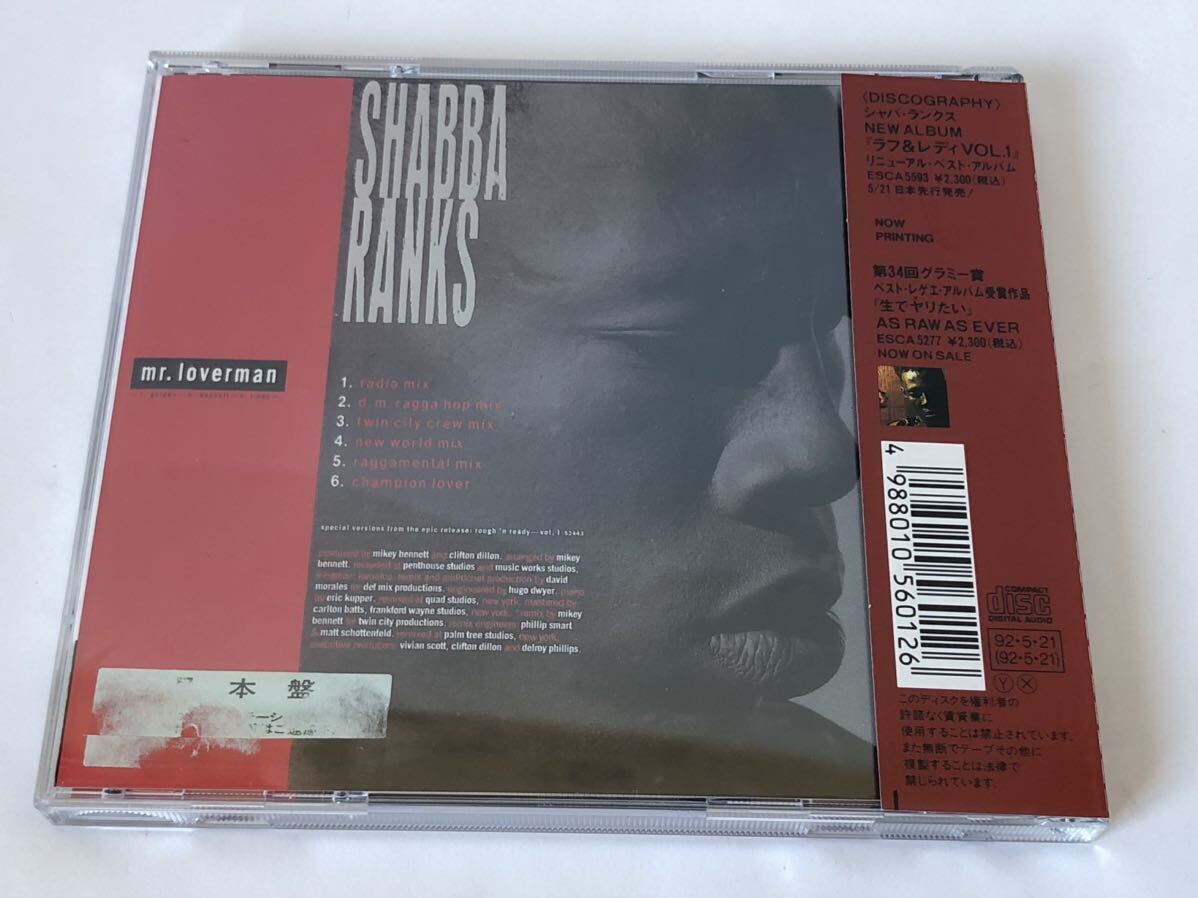 SHABBA
RANKS
mr. loverman
1. radio mix
2. d.m. ragga hop mix
3. twin city crew mix
4. new world mix
5. raggamental mix
6. champion lover
special versions from the epic release: rough 'n ready—vol. 1 52443
produced by mikey bennett and clifton dillon. arranged by mikey
bennett. recorded at penthouse studios and music works studios,
kingston, jamaica. remix and additional production by david
morales for def mix productions. engineered by hugo dwyer. piano
by eric kupper. remixed at quad studios, new york. mastered by
carlton batts, frankford wayne studios, new york. *remix by mikey
bennett for twin city productions. remix engineers: phillip smart
& matt schottenfeld. remixed at palm tree studios, new york.
executive producers: vivian scott, clifton dillon and delroy phillips.
本盤
〈DISCOGRAPHY〉
シャバ・ランクス
NEW ALBUM
『ラフ&レディVOL.1』
リニューアル・ベスト・アルバム
ESCA5593 ¥2,300(税込)
5/21日本先行発売!
NOW
PRINTING
第34回グラミー賞
ベスト・レゲエ・アルバム受賞作品
『生でヤリたい』
AS RAW AS EVER
ESCA5277 ¥2,300(税込)
NOW ON SALE
4 988010 560126
COMPACT
disc
DIGITAL AUDIO
92・5・21
(92・5・21)
Ⓨ Ⓧ
このディスクを権利者の
許諾なく賃貸業に
使用することは禁止されています。
また無断でテープその他に
複製することは法律で
禁じられています。